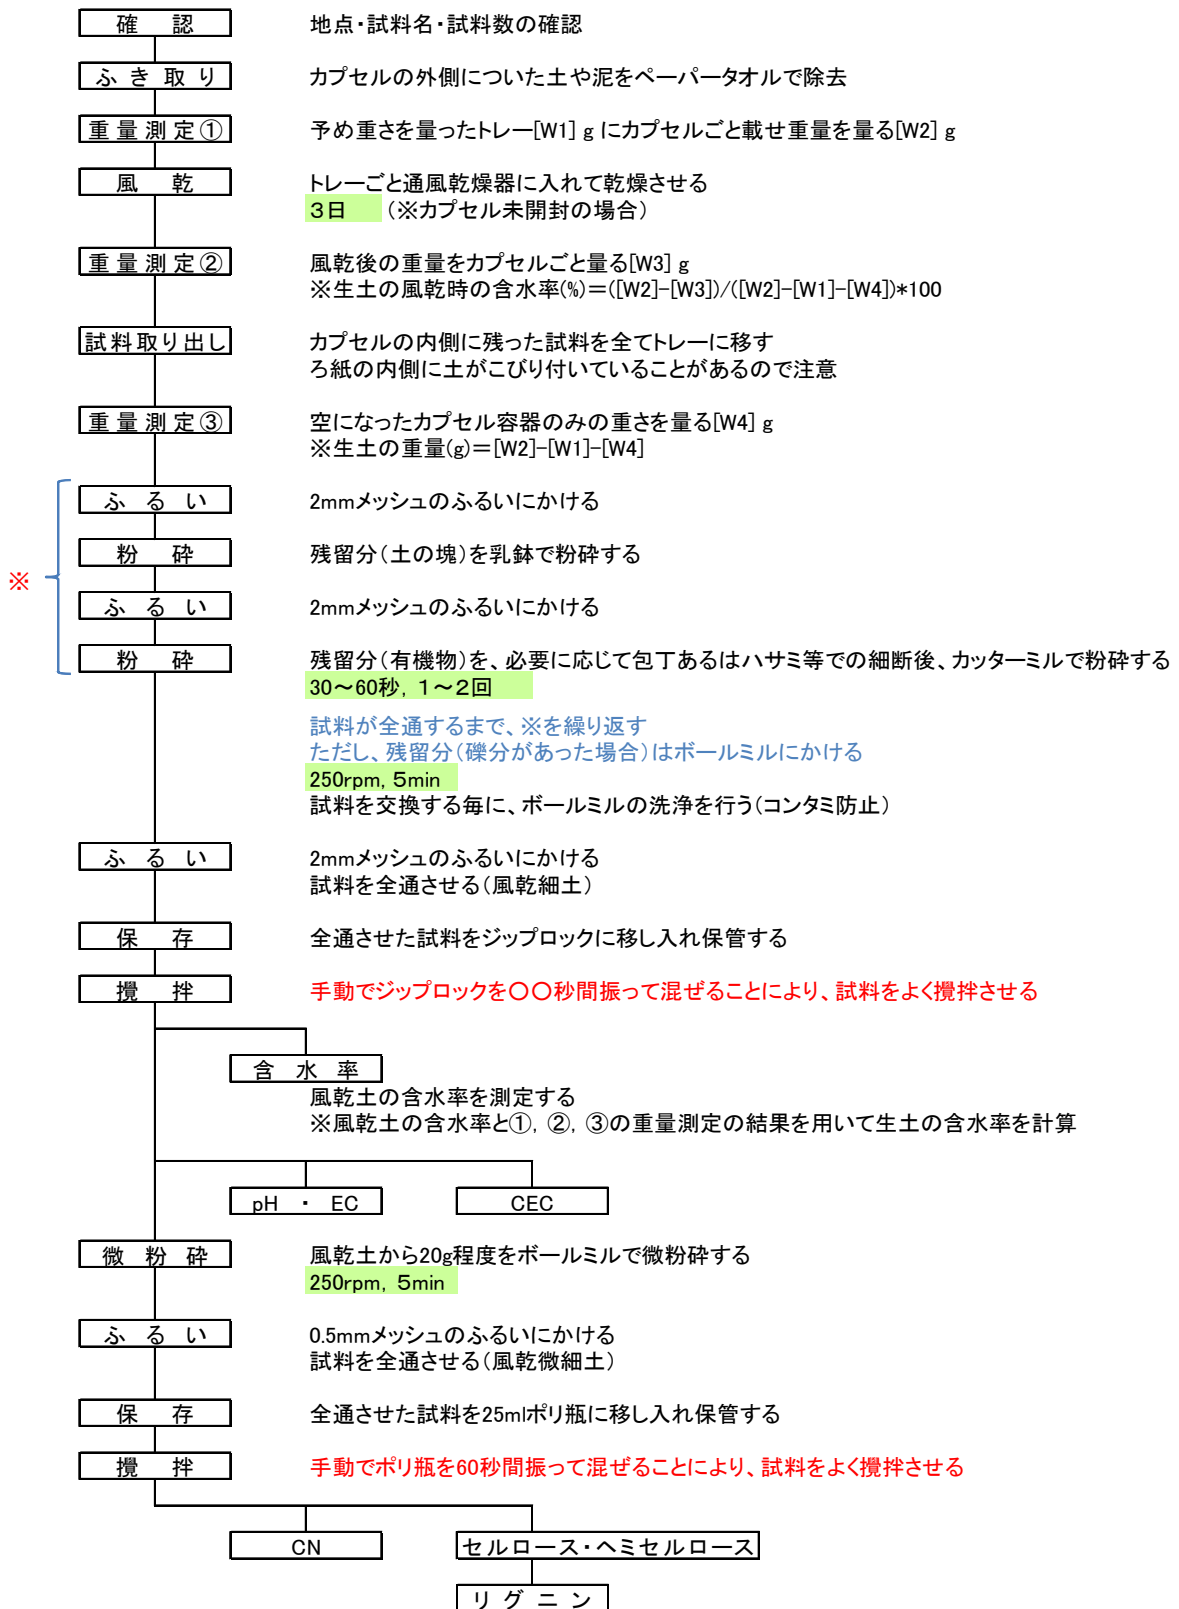 確 認 地点・試料名・試料数の確認
ふ き 取 り カプセルの外側についた土や泥をペーパータオルで除去
重 量 測 定① 予め重さを量ったトレー[W1] g にカプセルごと載せ重量を量る[W2] g
風 乾 トレーごと通風乾燥器に入れて乾燥させる
3日 (※カプセル未開封の場合)
重 量 測 定② 風乾後の重量をカプセルごと量る[W3] g
※生土の風乾時の含水率(%)=([W2]-[W3])/([W2]-[W1]-[W4])*100
試料取り出し カプセルの内側に残った試料を全てトレーに移す
ろ紙の内側に土がこびり付いていることがあるので注意
重 量 測 定③ 空になったカプセル容器のみの重さを量る[W4] g
※生土の重量(g)=[W2]-[W1]-[W4]
ふ る い 2mmメッシュのふるいにかける
粉 砕 残留分(土の塊)を乳鉢で粉砕する
※
ふ る い 2mmメッシュのふるいにかける
粉 砕 残留分(有機物)を、必要に応じて包丁あるはハサミ等での細断後、カッターミルで粉砕する
30~60秒, 1~2回
試料が全通するまで、※を繰り返す
ただし、残留分(礫分があった場合)はボールミルにかける
250rpm, 5min
試料を交換する毎に、ボールミルの洗浄を行う(コンタミ防止)
ふ る い 2mmメッシュのふるいにかける
試料を全通させる(風乾細土)
保 存 全通させた試料をジップロックに移し入れ保管する
攪 拌 手動でジップロックを〇〇秒間振って混ぜることにより、試料をよく攪拌させる
含 水 率
風乾土の含水率を測定する
※風乾土の含水率と①, ②, ③の重量測定の結果を用いて生土の含水率を計算
pH ・ EC CEC
微 粉 砕 風乾土から20g程度をボールミルで微粉砕する
250rpm, 5min
ふ る い 0.5mmメッシュのふるいにかける
試料を全通させる(風乾微細土)
保 存 全通させた試料を25mlポリ瓶に移し入れ保管する
攪 拌 手動でポリ瓶を60秒間振って混ぜることにより、試料をよく攪拌させる
CN セルロース・ヘミセルロース
リ グ ニ ン